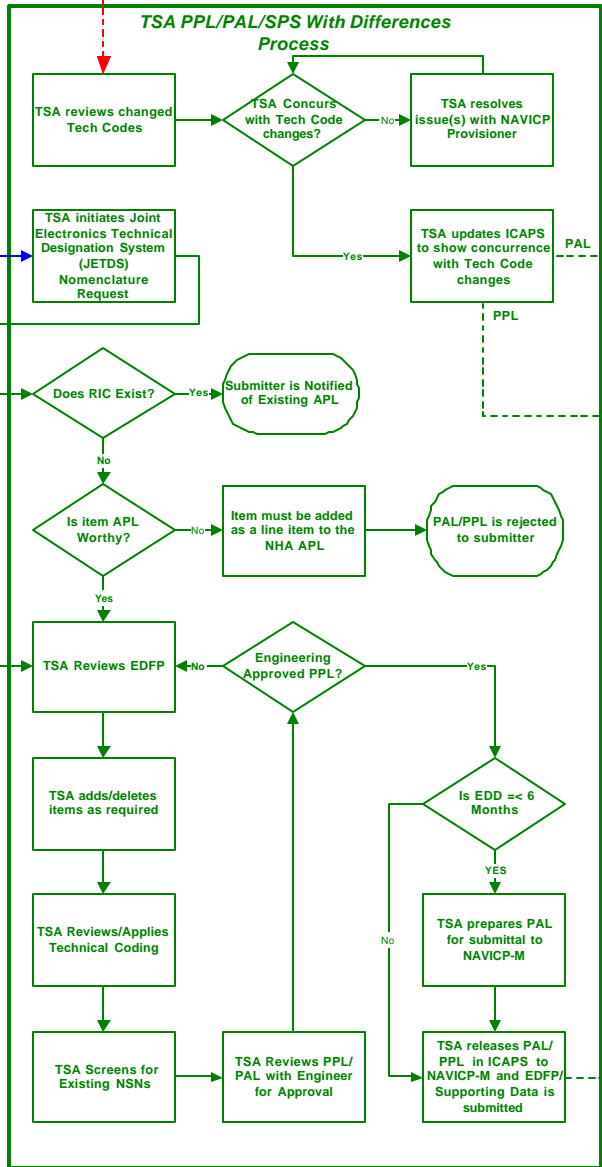 TSA PPL/PAL/SPS With Differences
Process
TSA reviews changed
Tech Codes
TSA Concurs
with Tech Code
changes?
No
TSA resolves
issue(s) with NAVICP
Provisioner
TSA initiates Joint
Electronics Technical
Designation System
(JETDS)
Nomenclature
Request
Yes
TSA updates ICAPS
to show concurrence
with Tech Code
changes
PAL
PPL
Does RIC Exist?
Yes
Submitter is Notified
of Existing APL
No
Is item APL
Worthy?
No
Item must be added
as a line item to the
NHA APL
PAL/PPL is rejected
to submitter
Yes
TSA Reviews EDFP
No
Engineering
Approved PPL?
Yes
TSA adds/deletes
items as required
Is EDD =< 6
Months
YES
No
TSA Reviews/Applies
Technical Coding
TSA prepares PAL
for submittal to
NAVICP-M
TSA Screens for
Existing NSNs
TSA Reviews PPL/
PAL with Engineer
for Approval
TSA releases PAL/
PPL in ICAPS to
NAVICP-M and EDFP/
Supporting Data is
submitted